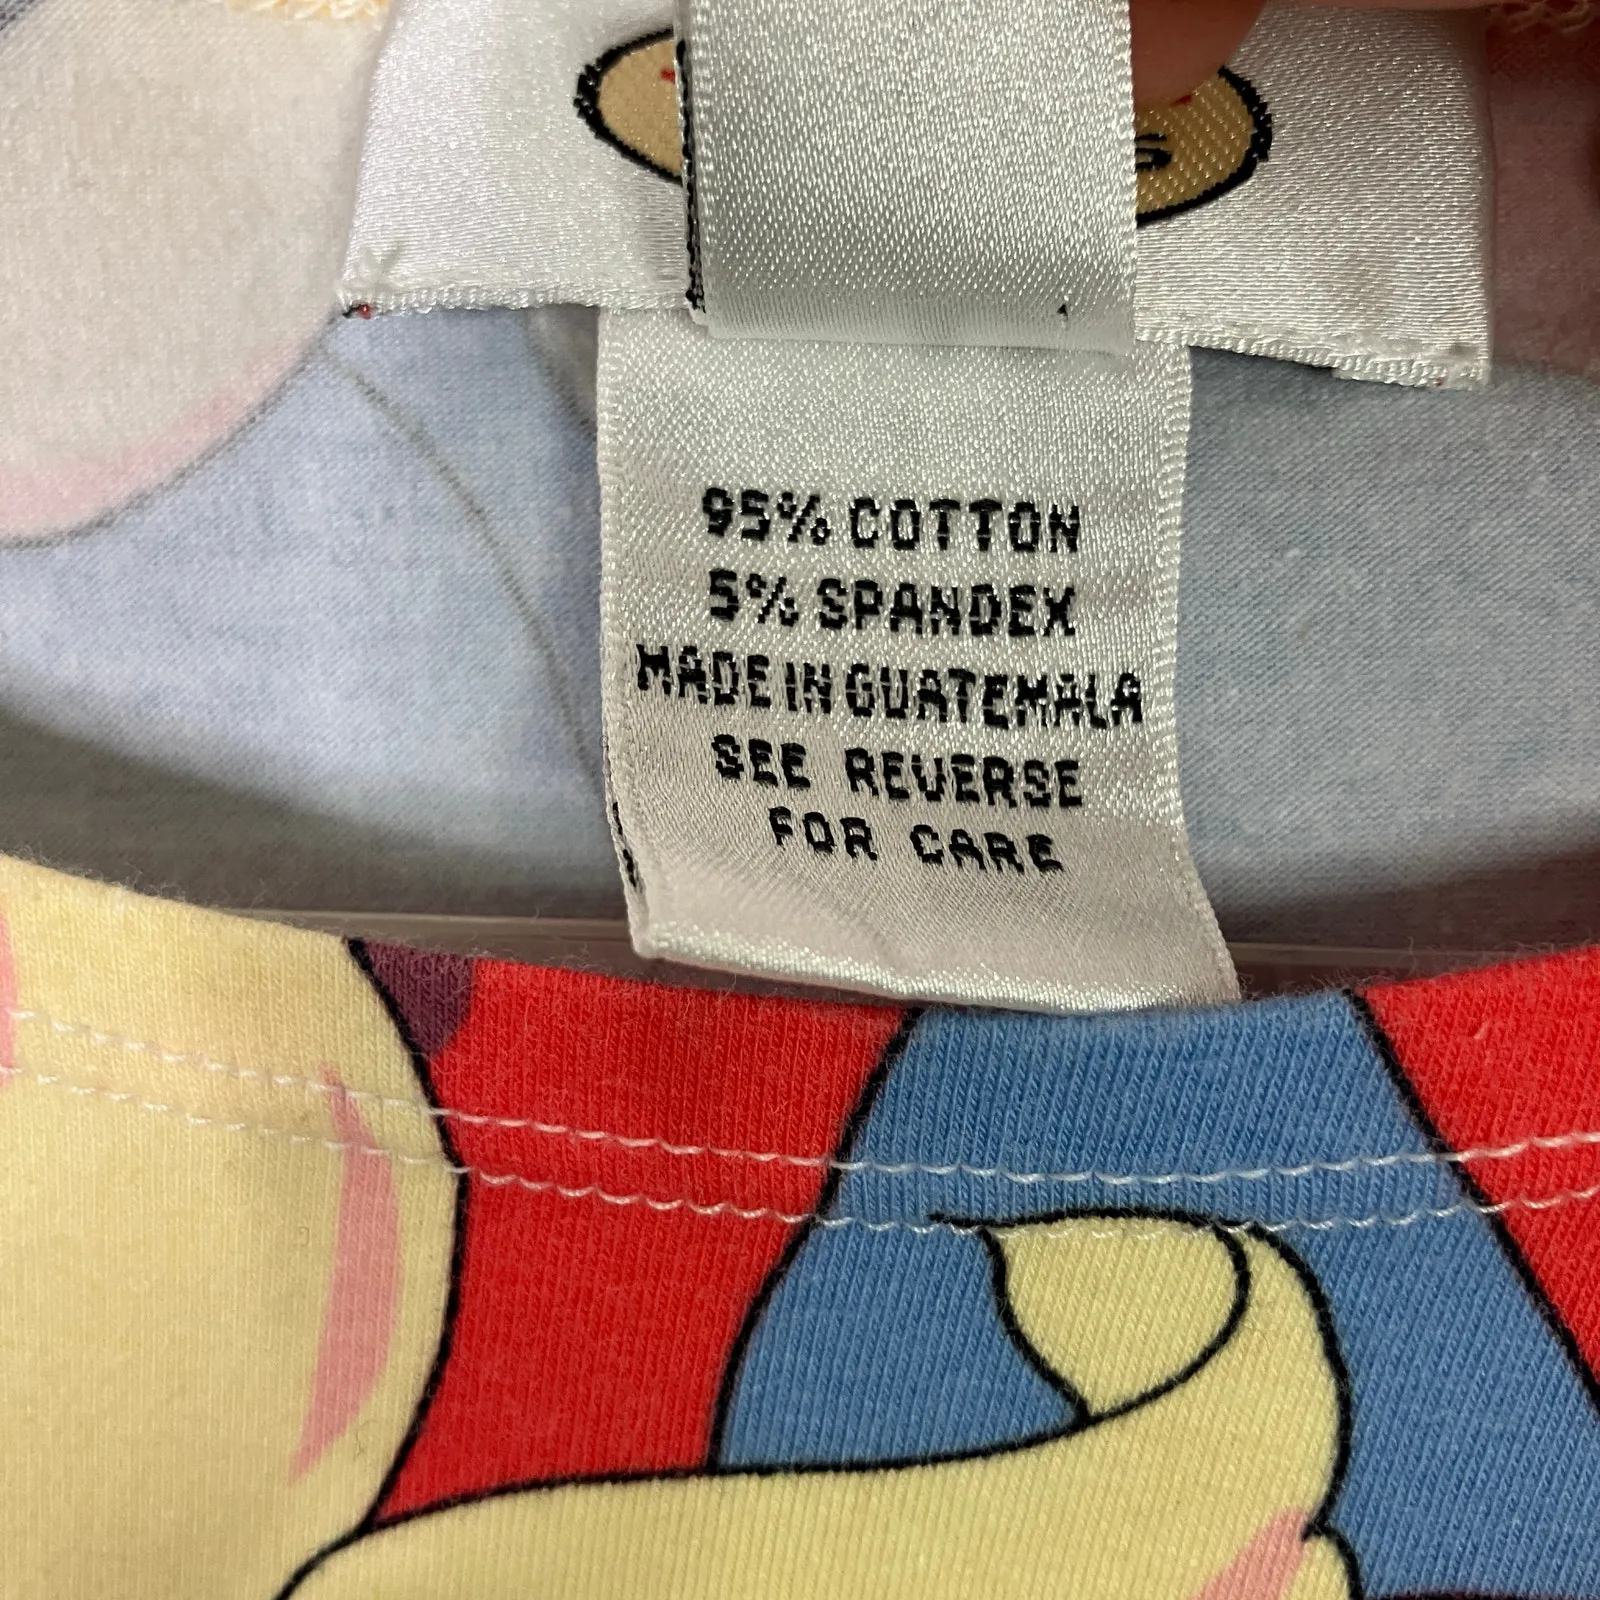 95% COTTON
5% SPANDEX
MADE IN GUATEMALA
SEE REVERSE
FOR CARE